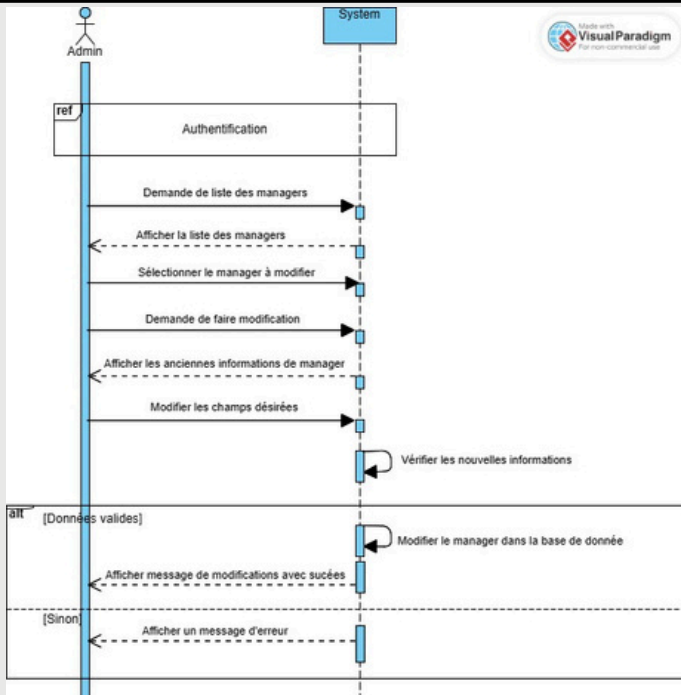 System
Made with
Visual Paradigm
For non-commercial use
Admin
ref
Authentification
Demande de liste des managers
Afficher la liste des managers
Sélectionner le manager à modifier
Demande de faire modification
Afficher les anciennes informations de manager
Modifier les champs désirées
Vérifier les nouvelles informations
alt
[Données valides]
Modifier le manager dans la base de donnée
Afficher message de modifications avec sucées
[Sinon]
Afficher un message d'erreur